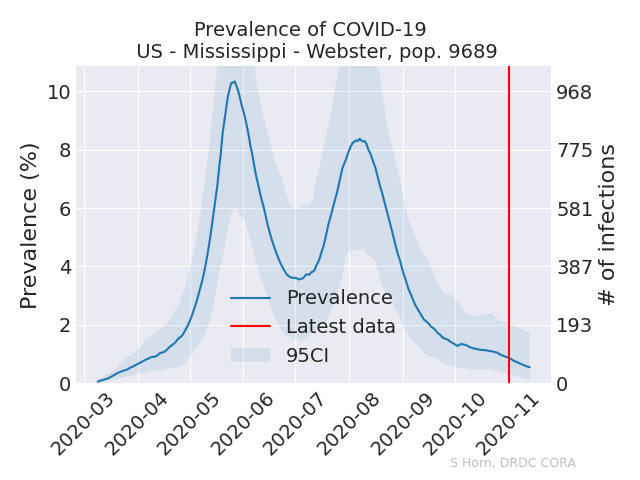 Prevalence of COVID-19
US - Mississippi - Webster, pop. 9689
Prevalence (%)
10
8
6
4
2
0
968
775
581
387
193
0
# of infections
Prevalence
Latest data
95CI
2020-03
2020-04
2020-05
2020-06
2020-07
2020-08
2020-09
2020-10
2020-11
S Horn, DRDC CORA